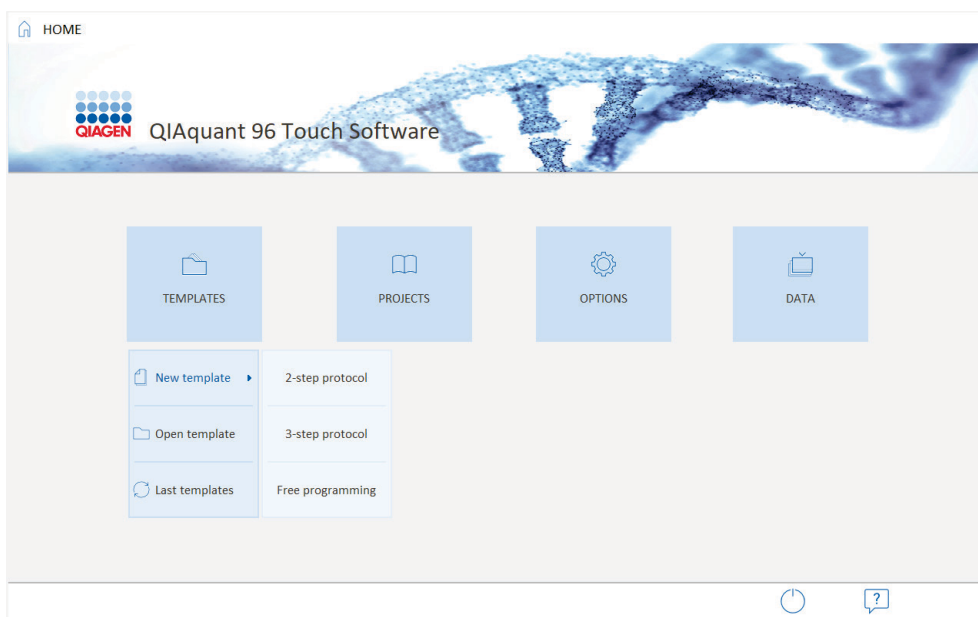 HOME
QIAGEN
QIAquant 96 Touch Software
TEMPLATES
PROJECTS
OPTIONS
DATA
New template
2-step protocol
Open template
3-step protocol
Last templates
Free programming
?